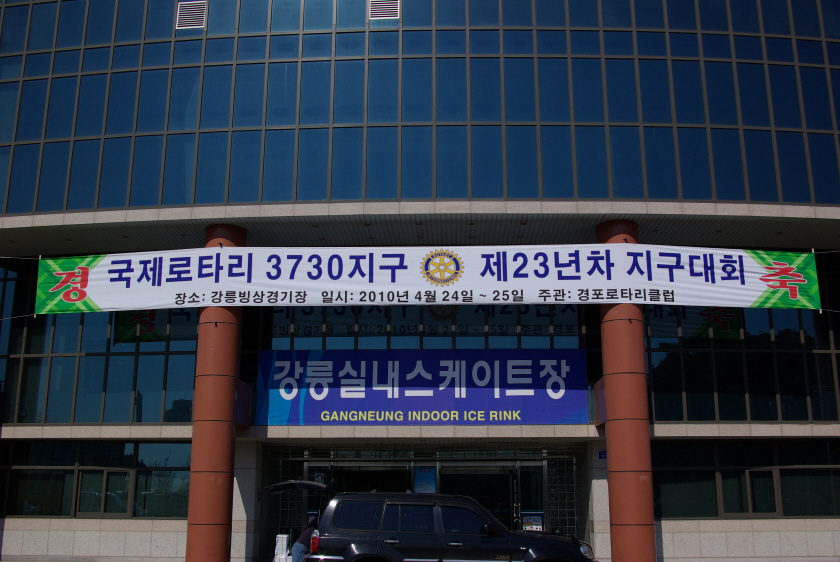 경 국제로타리 3730지구 제23년차 지구대회 축
장소: 강릉빙상경기장 일시: 2010년 4월 24일 ~ 25일 주관: 경포로타리클럽
강릉실내스케이트장
GANGNEUNG INDOOR ICE RINK